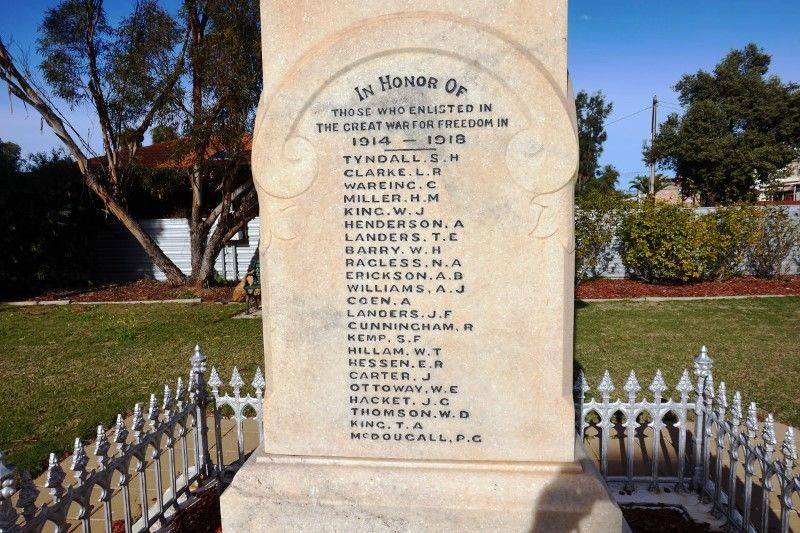 IN HONOR OF
THOSE WHO ENLISTED IN
THE GREAT WAR FOR FREEDOM IN
1914 – 1918
TYNDALL. S. H
CLARKE. L. R
WAREING. C
MILLER. H. M
KING. W. J
HENDERSON. A
LANDERS. T. E
BARRY. W. H
RAGLESS. N. A
ERICKSON. A. B
WILLIAMS. A. J
COEN. A
LANDERS. J. F
CUNNINGHAM. R
KEMP. S. F
HILLAM. W. T
HESSEN. E. R
CARTER. J
OTTOWAY. W. E
HACKET. J. G
THOMSON. W. D
KING. T. A
McDOUGALL. P. G